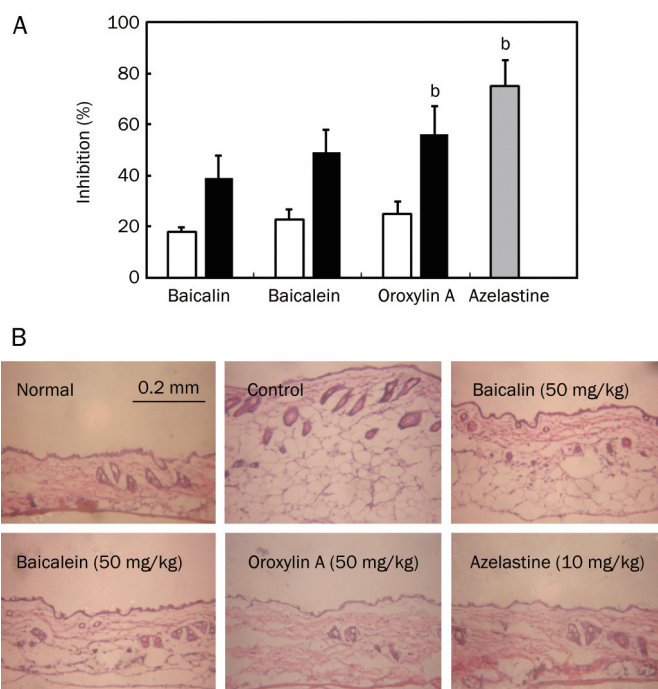 A
100
80
60
40
20
0
Inhibition (%)
b
b
Baicalin Baicalein Oroxylin A Azelastine
B
Normal
0.2 mm
Control
Baicalin (50 mg/kg)
Baicalein (50 mg/kg)
Oroxylin A (50 mg/kg)
Azelastine (10 mg/kg)